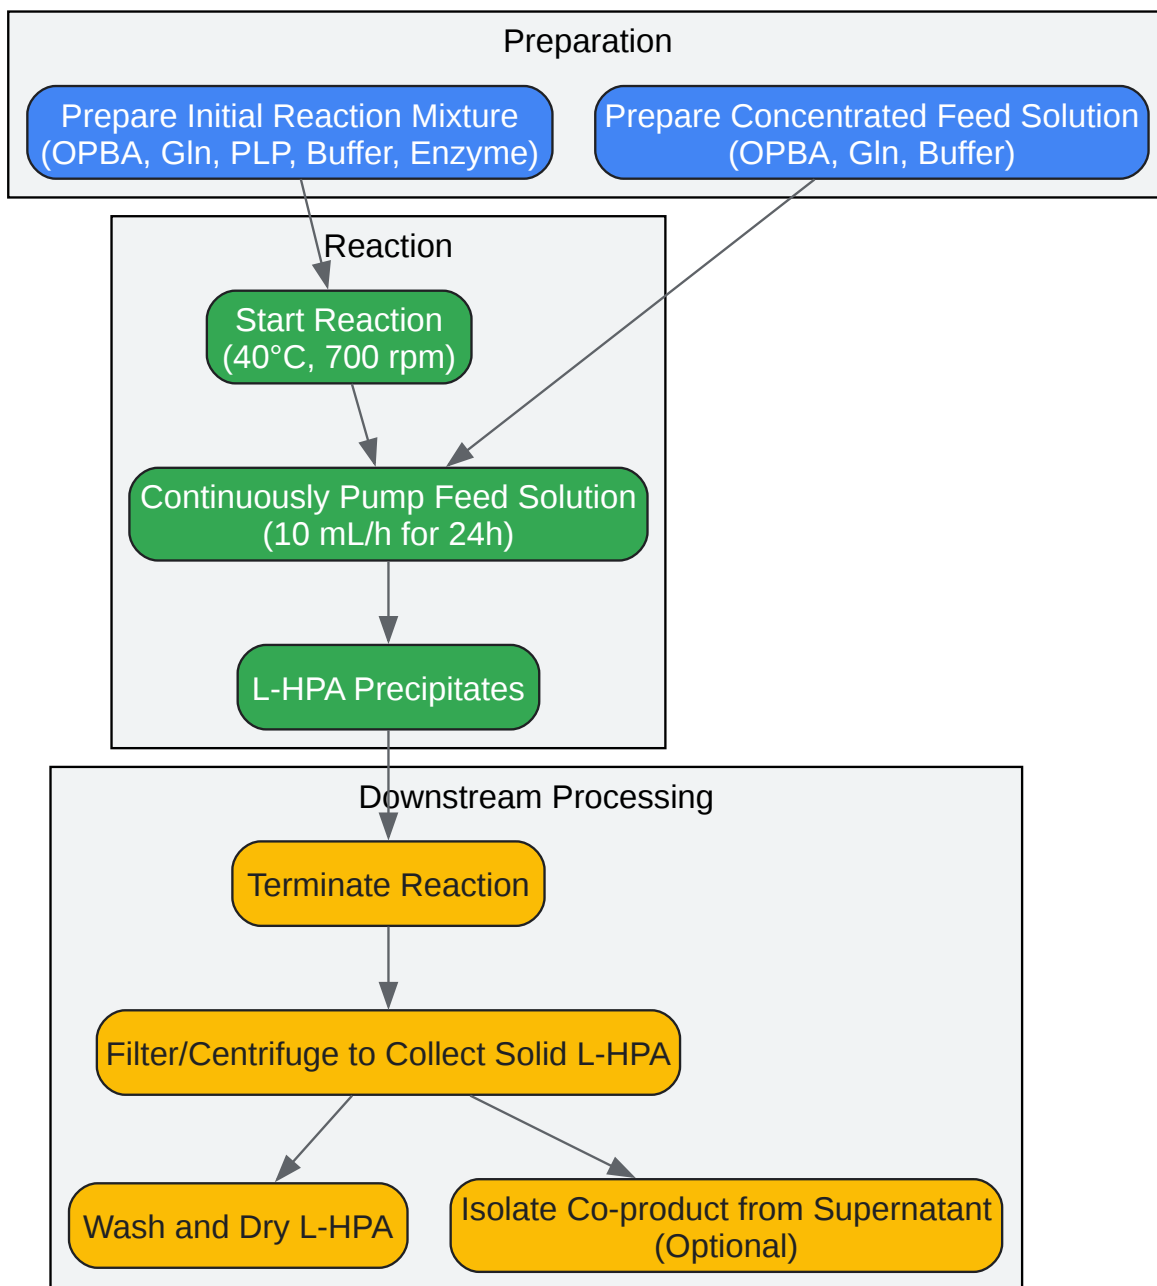 Preparation
Prepare Initial Reaction Mixture
(OPBA, Gln, PLP, Buffer, Enzyme)
Prepare Concentrated Feed Solution
(OPBA, Gln, Buffer)
Reaction
Start Reaction
(40°C, 700 rpm)
Continuously Pump Feed Solution
(10 mL/h for 24h)
L-HPA Precipitates
Downstream Processing
Terminate Reaction
Filter/Centrifuge to Collect Solid L-HPA
Wash and Dry L-HPA
Isolate Co-product from Supernatant
(Optional)